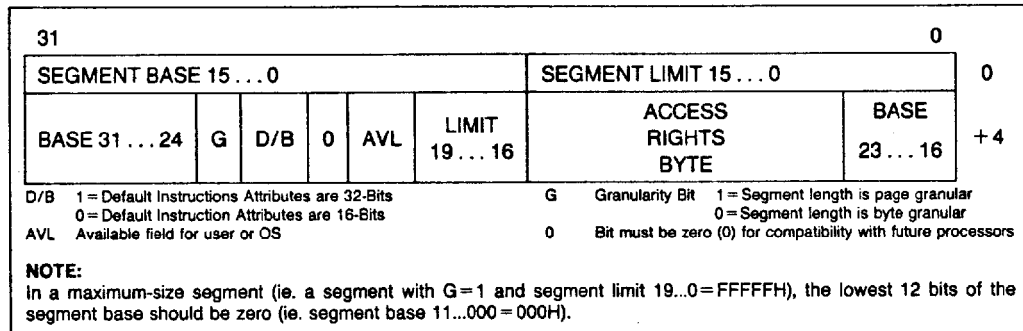 31 0
SEGMENT BASE 15...0 SEGMENT LIMIT 15...0 0
BASE 31...24 G D/B 0 AVL LIMIT 19...16 ACCESS RIGHTS BYTE BASE 23...16 +4
D/B 1 = Default Instructions Attributes are 32-Bits
0 = Default Instruction Attributes are 16-Bits
AVL Available field for user or OS
G Granularity Bit 1 = Segment length is page granular
0 = Segment length is byte granular
0 Bit must be zero (0) for compatibility with future processors
NOTE:
In a maximum-size segment (ie. a segment with G=1 and segment limit 19...0=FFFFFH), the lowest 12 bits of the
segment base should be zero (ie. segment base 11...000=000H).